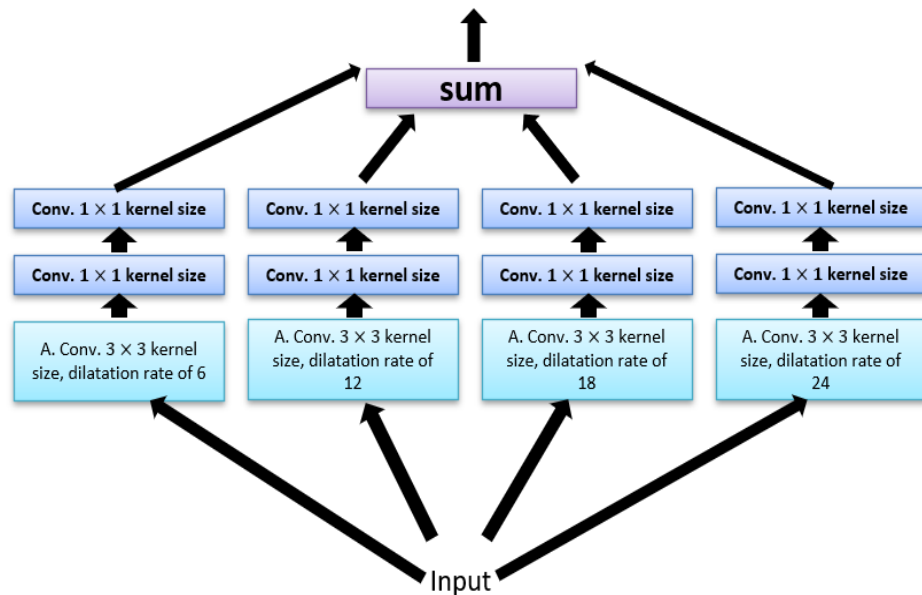 sum
Conv. 1 × 1 kernel size
Conv. 1 × 1 kernel size
Conv. 1 × 1 kernel size
Conv. 1 × 1 kernel size
Conv. 1 × 1 kernel size
Conv. 1 × 1 kernel size
Conv. 1 × 1 kernel size
Conv. 1 × 1 kernel size
A. Conv. 3 × 3 kernel
size, dilatation rate of 6
A. Conv. 3 × 3 kernel
size, dilatation rate of
12
A. Conv. 3 × 3 kernel
size, dilatation rate of
18
A. Conv. 3 × 3 kernel
size, dilatation rate of
24
Input